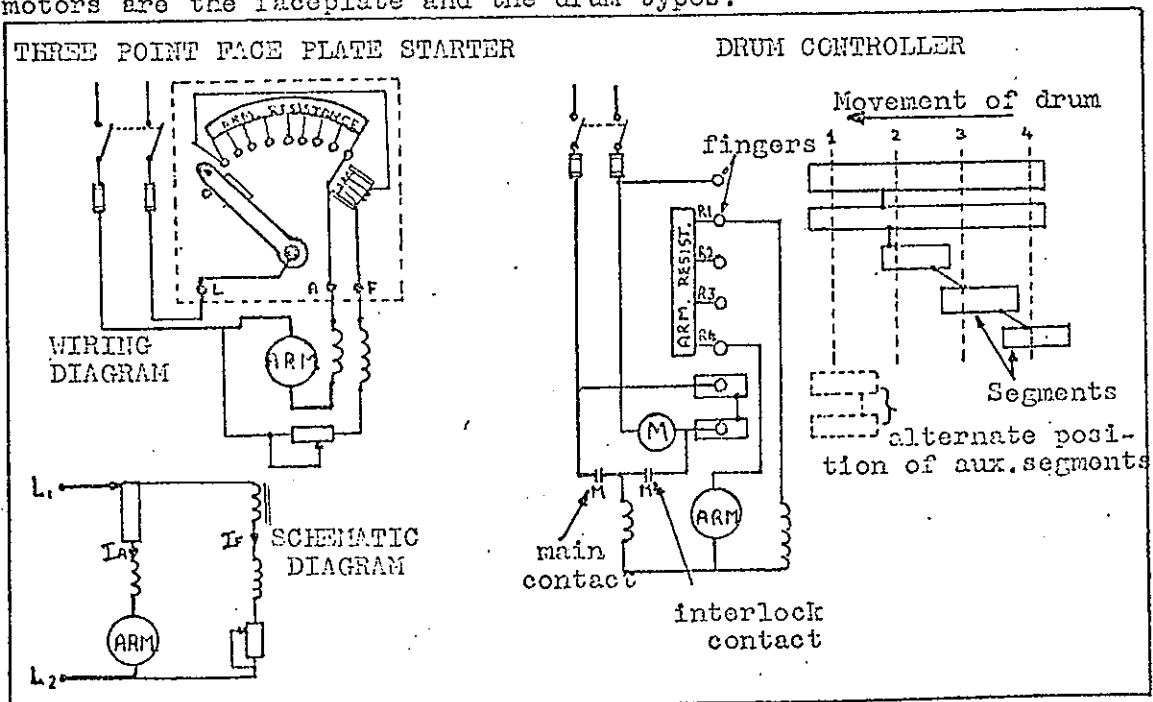 motors are the faceplate and the drum types.
THREE POINT FACE PLATE STARTER
ARM. RESISTANCE
L
A
F
ARM
WIRING
DIAGRAM
L1
IA
IF
SCHEMATIC
DIAGRAM
ARM
L2
DRUM CONTROLLER
Movement of drum
1 2 3 4
fingers
ARM. RESIST.
R1
R2
R3
R4
Segments
alternate posi-
tion of aux.segments
M
M
M
ARM
main
contact
interlock
contact